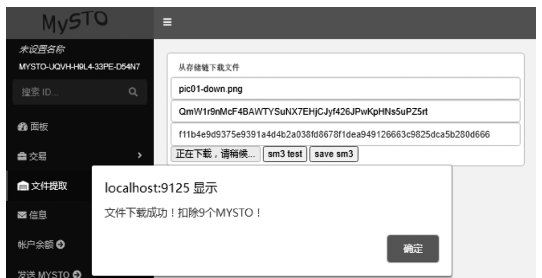 MySTO
未设置名称
MYSTO-UQVH-H9L4-33PE-D54N7
搜索 ID...
面板
交易
文件提取
信息
帐户余额
发送 MYSTO
从存储链下载文件
pic01-down.png
QmW1r9nMcF4BAWTYSuNX7EHjCJyf426JPwKpHNs5uPZ5rt
f11b4e9d9375e9391a4d4b2a038fd8678f1dea949126663c9825dca5b280d666
正在下载，请稍候... sm3 test save sm3
localhost:9125 显示
文件下载成功！扣除9个MYSTO！
确定